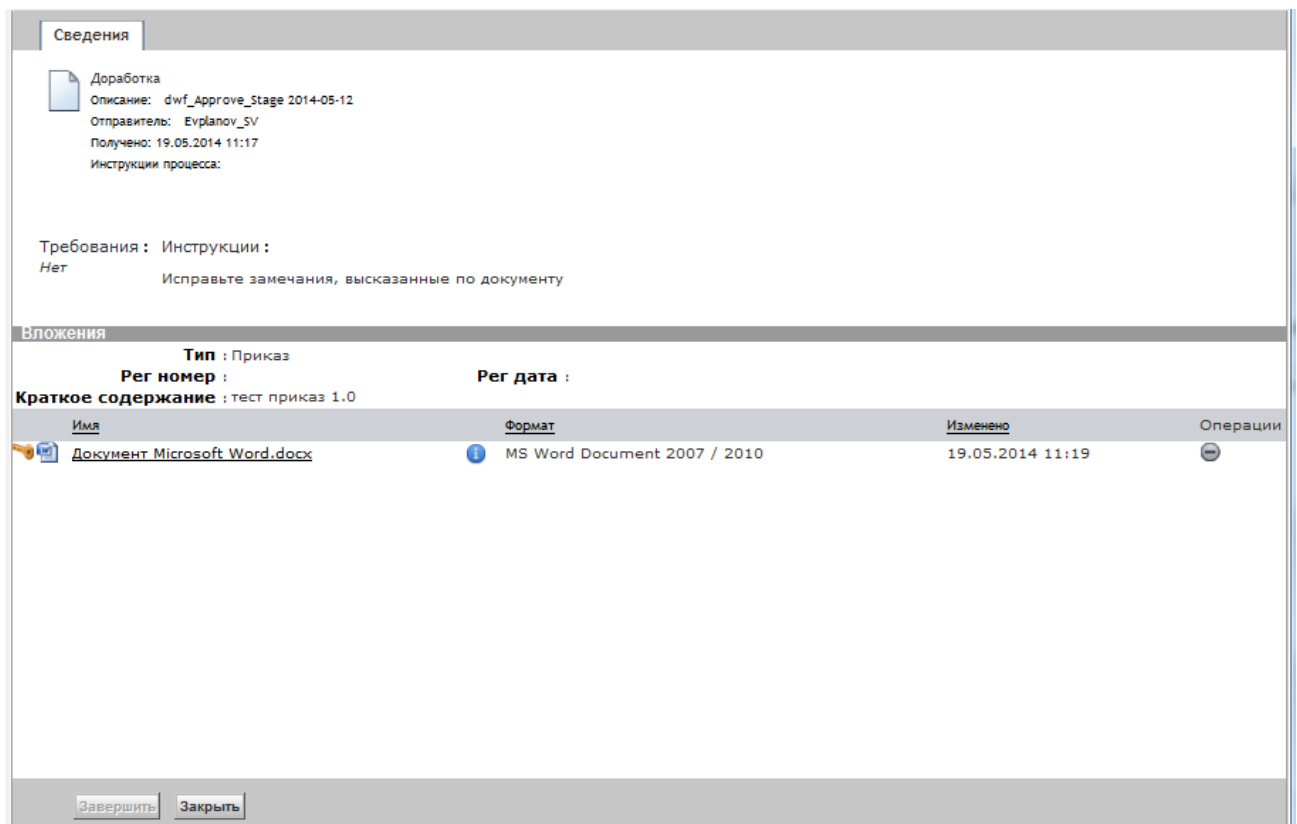 Сведения
Доработка
Описание: dwf_Approve_Stage 2014-05-12
Отправитель: Evplanov_SV
Получено: 19.05.2014 11:17
Инструкции процесса:
Требования : Инструкции :
Нет
Исправьте замечания, высказанные по документу
Вложения
Тип : Приказ
Рег номер : Рег дата :
Краткое содержание : тест приказ 1.0
Имя Формат Изменено Операции
Документ Microsoft Word.docx MS Word Document 2007 / 2010 19.05.2014 11:19
Завершить Закрыть